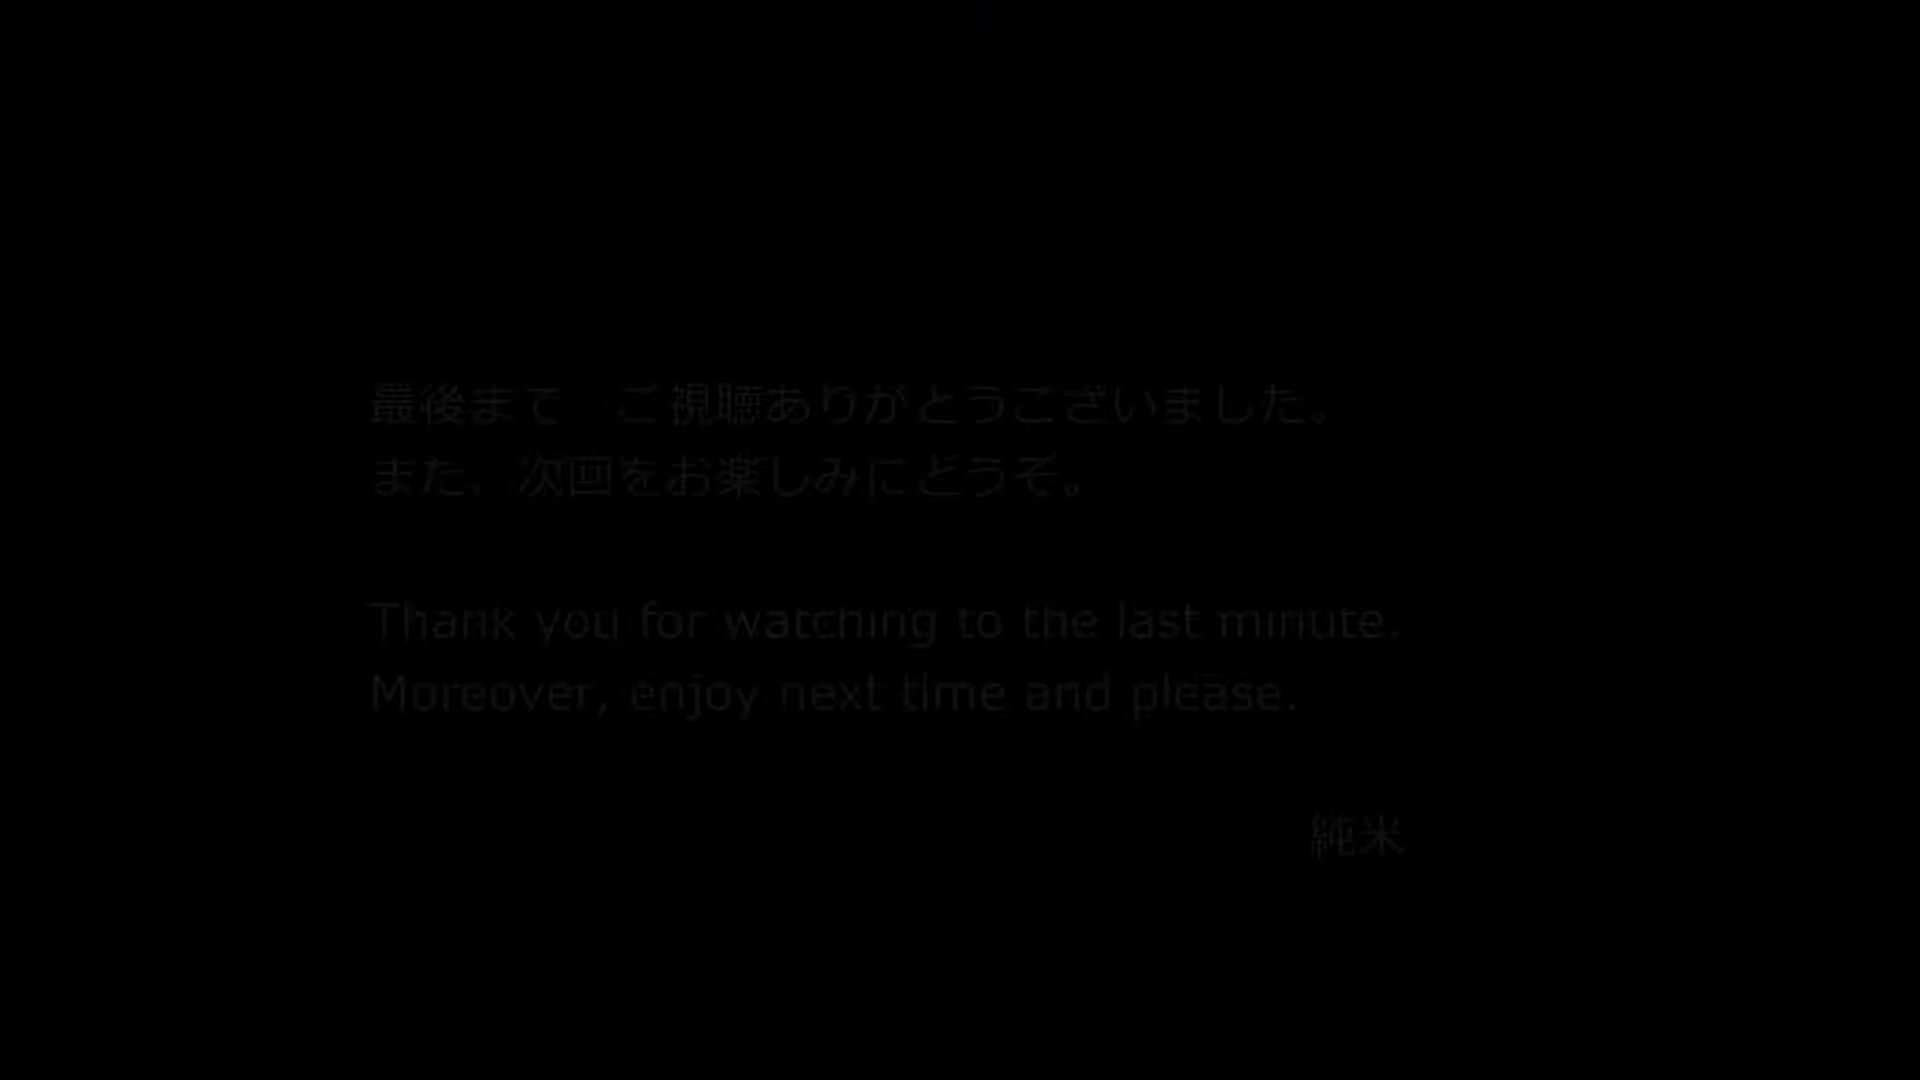 最後まで、ご視聴ありがとうございました。
また、次回をお楽しみにどうぞ。
Thank you for watching to the last minute.
Moreover, enjoy next time and please.
純米